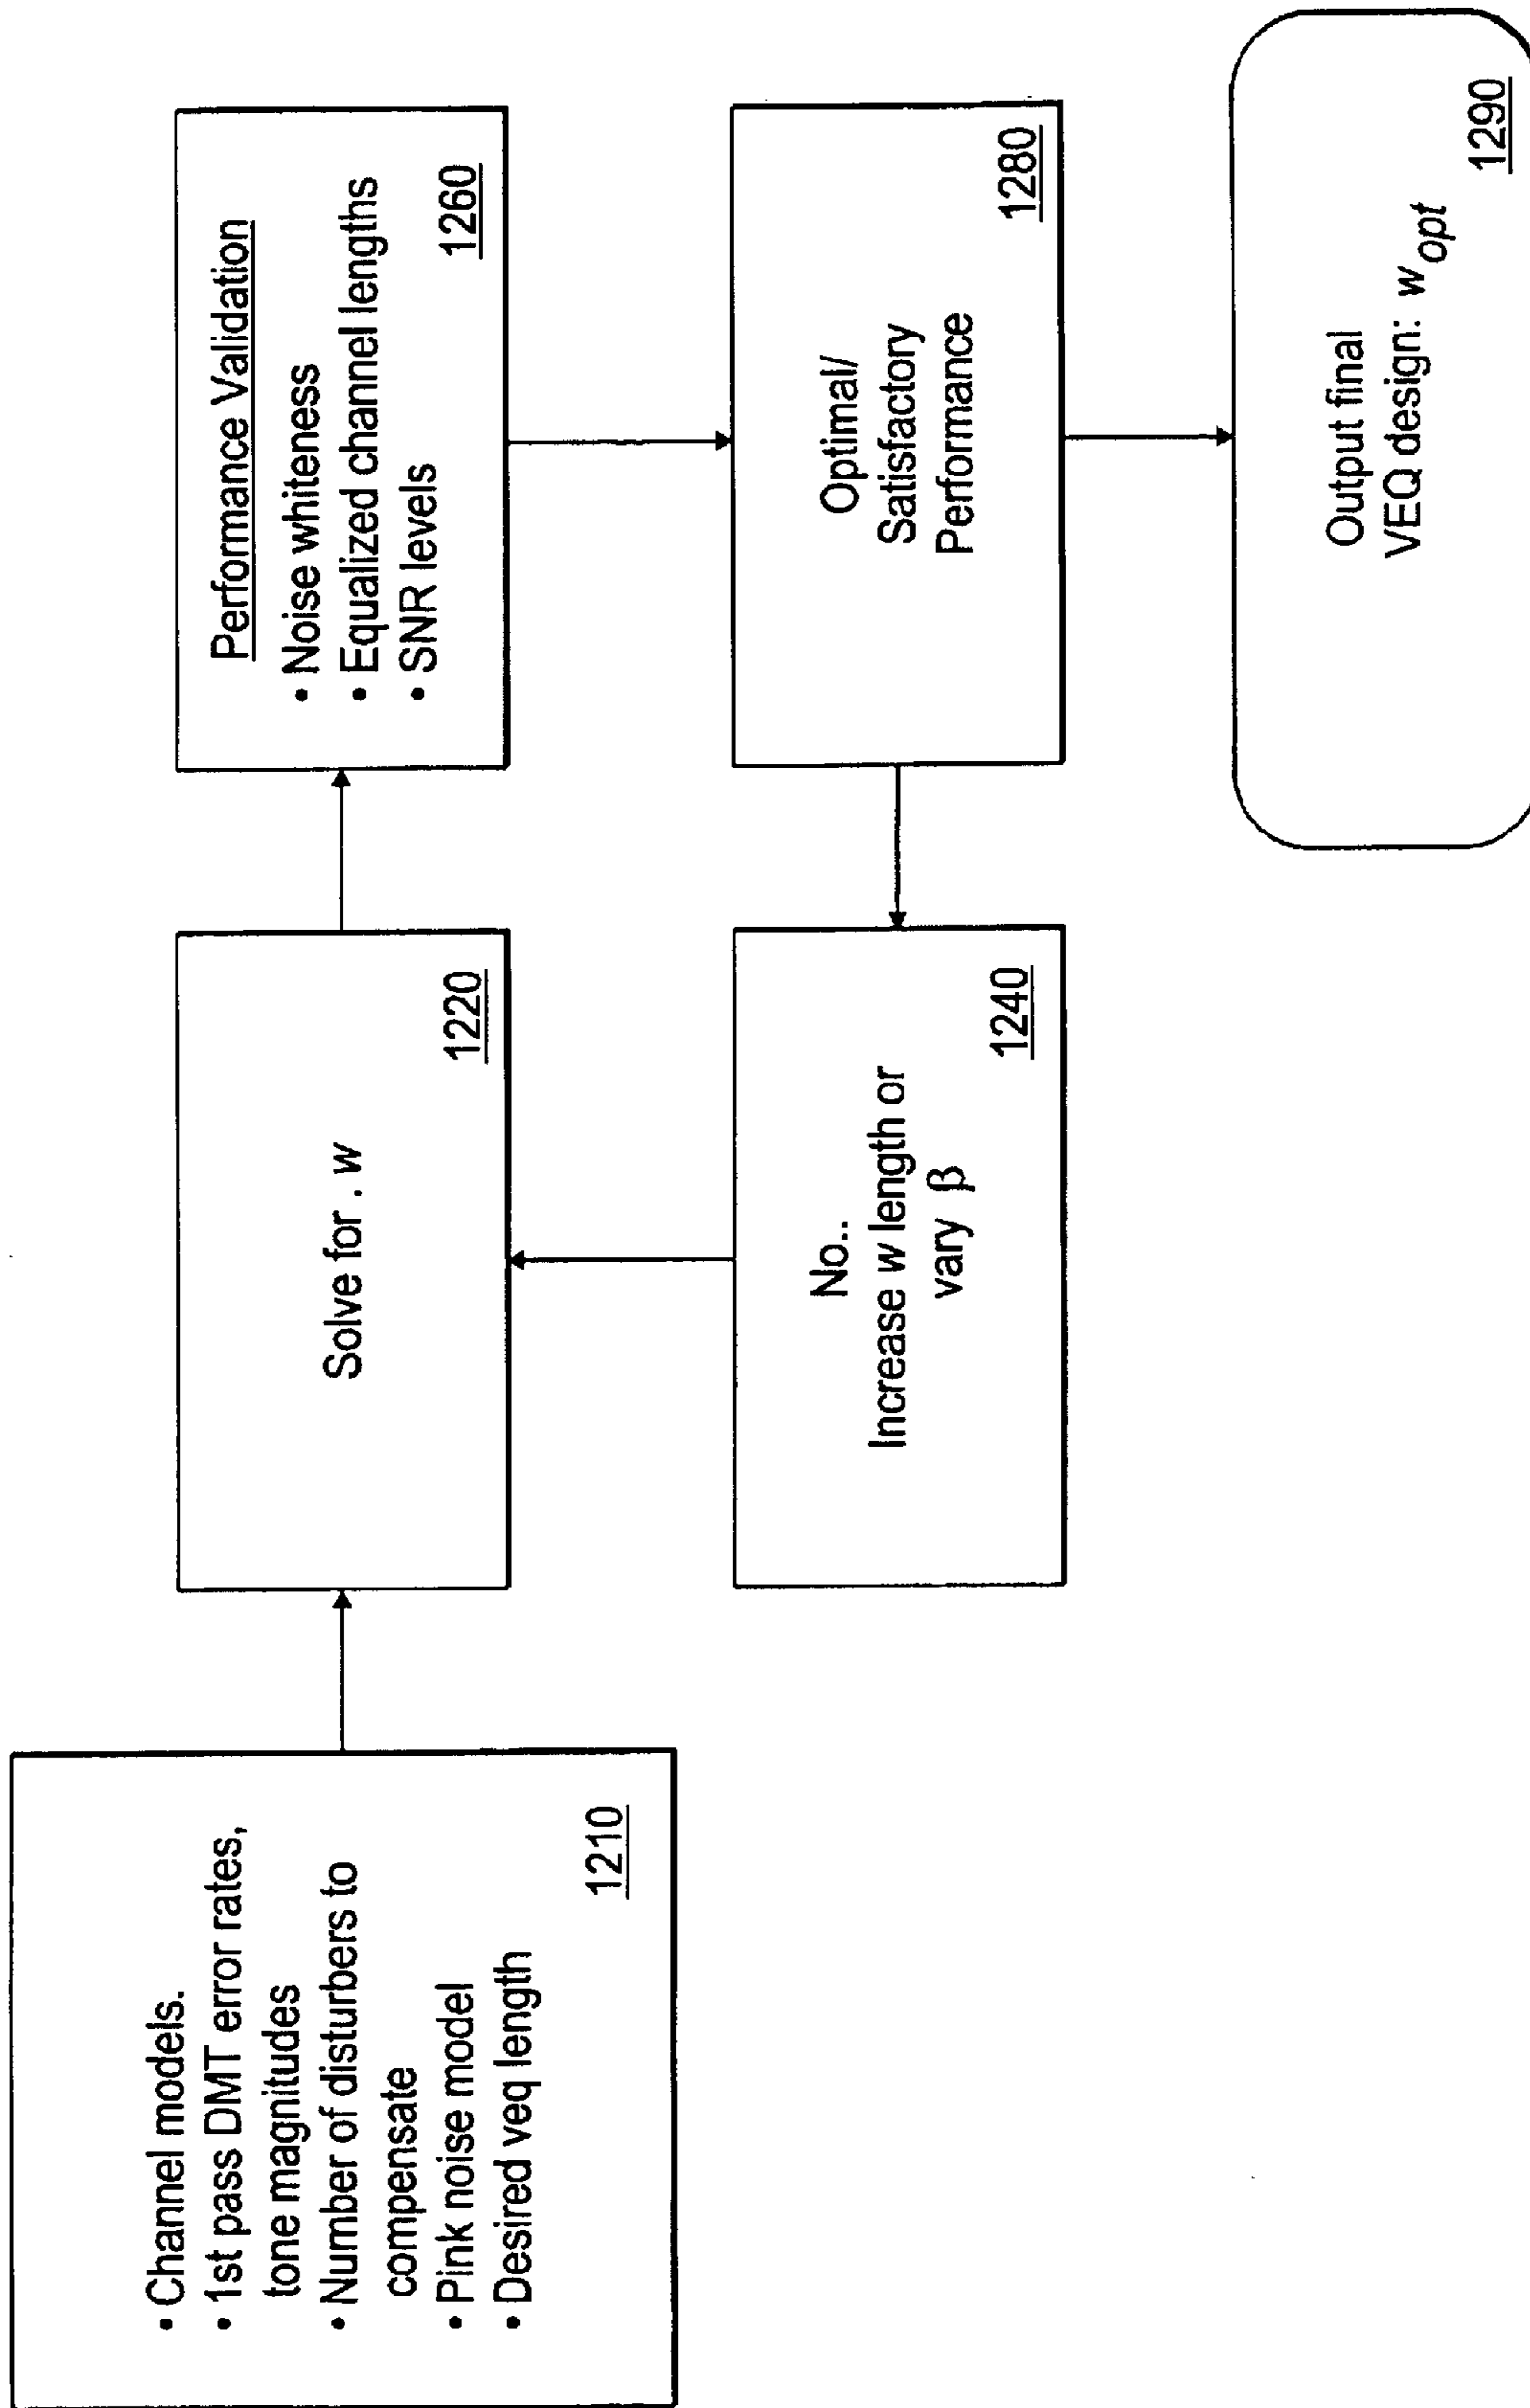 • Channel models.
• 1st pass DMT error rates,
tone magnitudes
• Number of disturbers to
compensate
• Pink noise model
• Desired veq length
1210
Solve for . w
1220
Performance Validation
• Noise whiteness
• Equalized channel lengths
• SNR levels
1260
No..
Increase w length or
vary β
1240
Optimal/
Satisfactory
Performance
1280
Output final
VEQ design: wopt
1290